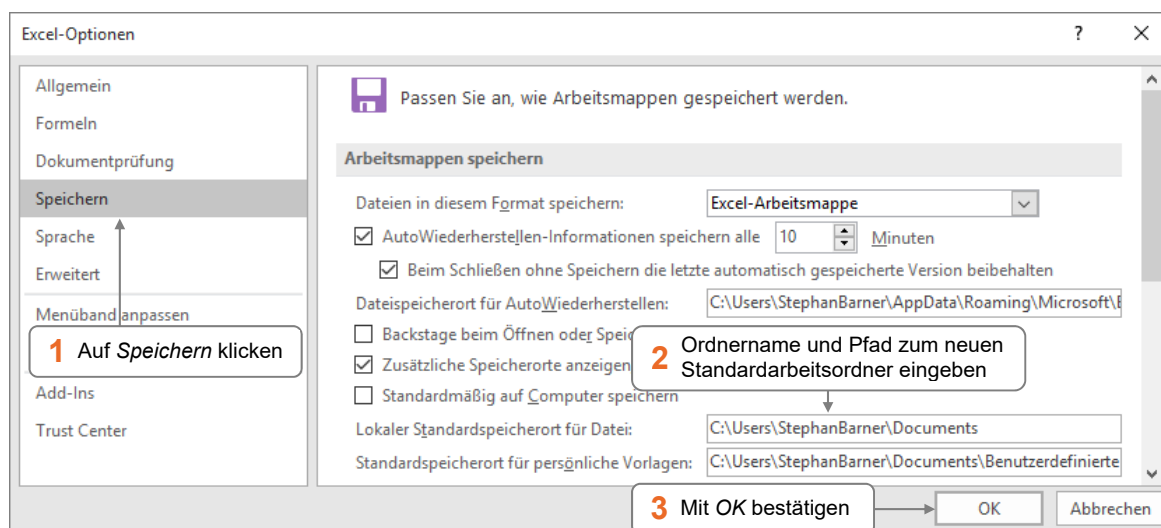 Excel-Optionen
?
Allgemein
Formeln
Dokumentprüfung
Speichern
Sprache
Erweitert
Menüband anpassen
Add-Ins
Trust Center
1 Auf Speichern klicken
Passen Sie an, wie Arbeitsmappen gespeichert werden.
Arbeitsmappen speichern
Dateien in diesem Format speichern: Excel-Arbeitsmappe
AutoWiederherstellen-Informationen speichern alle 10 Minuten
Beim Schließen ohne Speichern die letzte automatisch gespeicherte Version beibehalten
Dateispeicherort für AutoWiederherstellen: C:\Users\StephanBarner\AppData\Roaming\Microsoft\E
Backstage beim Öffnen oder Speic
Zusätzliche Speicherorte anzeigen
2 Ordnername und Pfad zum neuen
Standardarbeitsordner eingeben
Standardmäßig auf Computer speichern
Lokaler Standardspeicherort für Datei: C:\Users\StephanBarner\Documents
Standardspeicherort für persönliche Vorlagen: C:\Users\StephanBarner\Documents\Benutzerdefinierte
3 Mit OK bestätigen
OK
Abbrechen